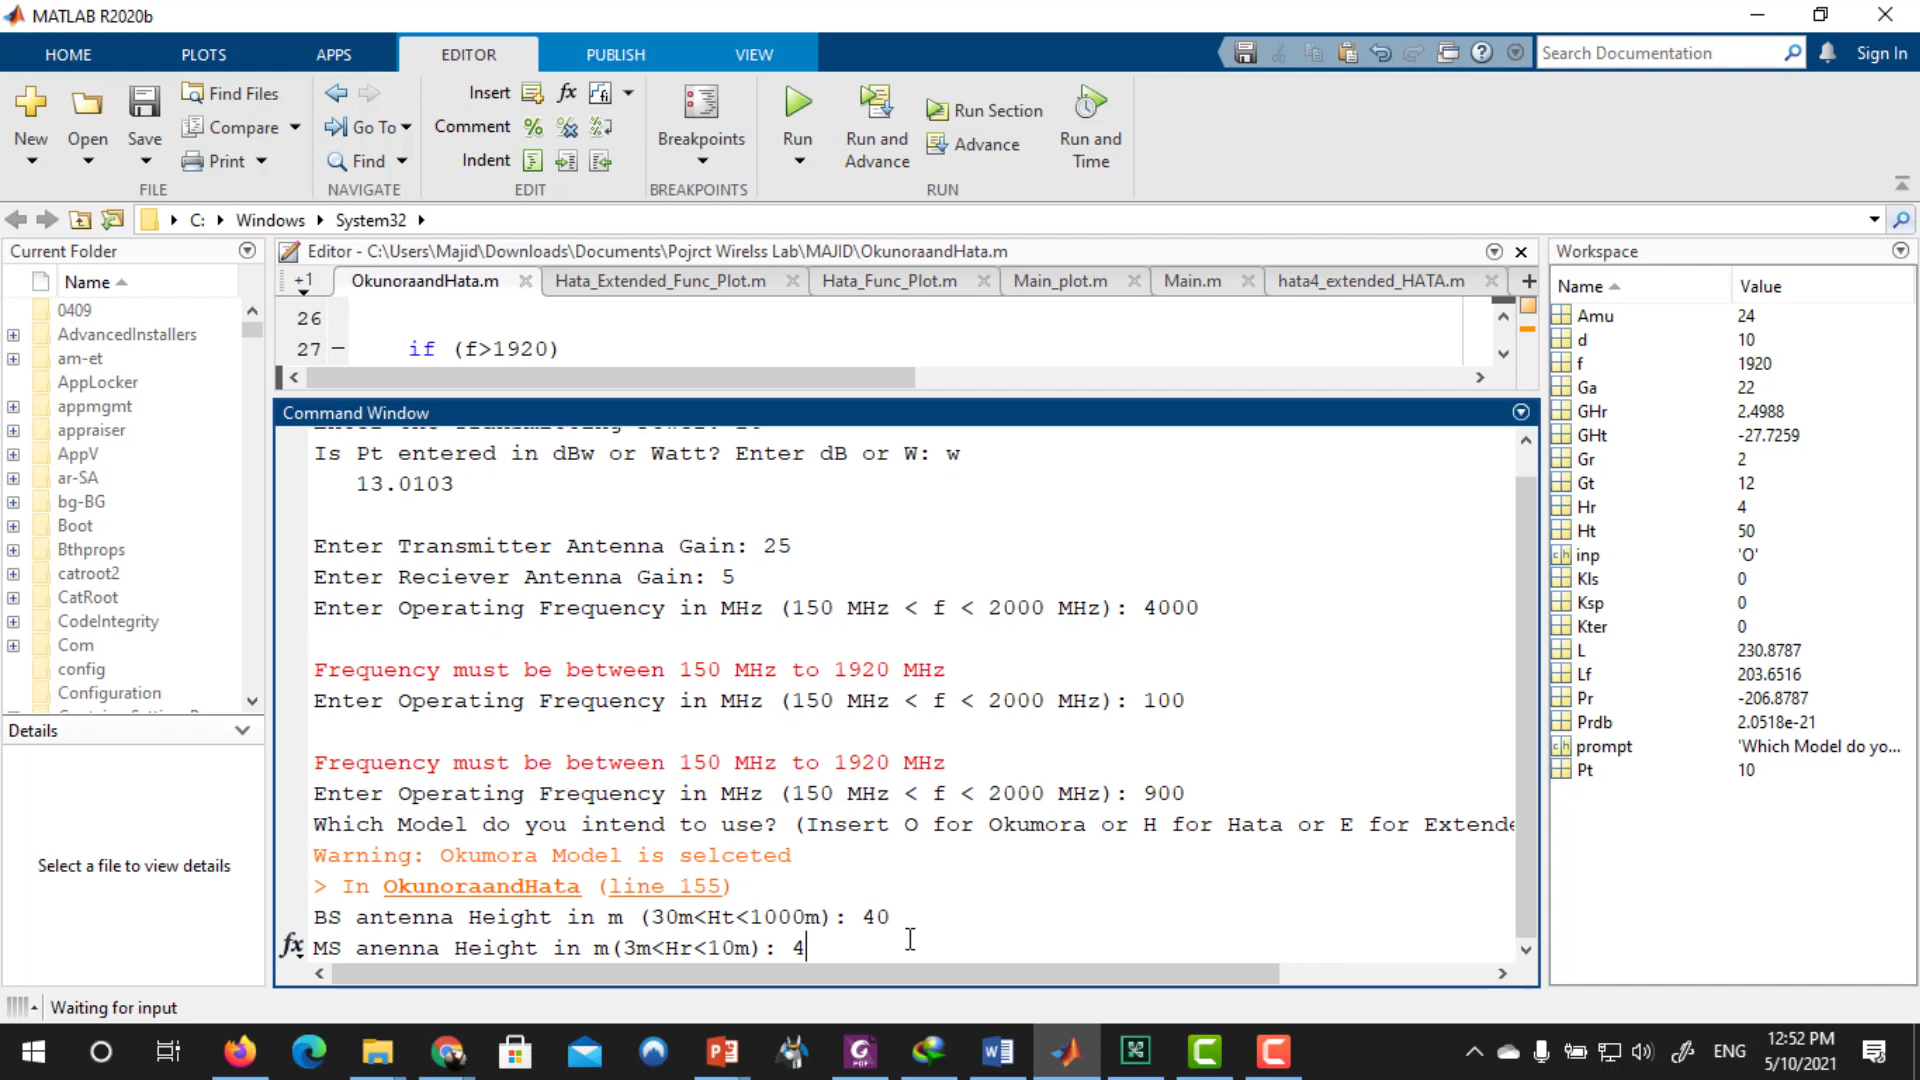 MATLAB R2020b
HOME PLOTS APPS EDITOR PUBLISH VIEW
Search Documentation
Sign In
New
Open
Save
Find Files
Compare
Print
FILE
Go To
Find
NAVIGATE
Insert
Comment
Indent
EDIT
Breakpoints
BREAKPOINTS
Run
Run and Advance
Run Section
Advance
Run and Time
RUN
C: Windows System32
Current Folder
Name
0409
AdvancedInstallers
am-et
AppLocker
appmgmt
appraiser
AppV
ar-SA
bg-BG
Boot
Bthprops
catroot2
CatRoot
CodeIntegrity
Com
config
Configuration
Details
Select a file to view details
Editor - C:\Users\Majid\Downloads\Documents\Pojrct Wirelss Lab\MAJID\OkunoraandHata.m
+1 OkunoraandHata.m Hata_Extended_Func_Plot.m Hata_Func_Plot.m Main_plot.m Main.m hata4_extended_HATA.m
26
27 – if (f>1920)
Command Window
Is Pt entered in dBw or Watt? Enter dB or W: w
13.0103
Enter Transmitter Antenna Gain: 25
Enter Reciever Antenna Gain: 5
Enter Operating Frequency in MHz (150 MHz < f < 2000 MHz): 4000
Frequency must be between 150 MHz to 1920 MHz
Enter Operating Frequency in MHz (150 MHz < f < 2000 MHz): 100
Frequency must be between 150 MHz to 1920 MHz
Enter Operating Frequency in MHz (150 MHz < f < 2000 MHz): 900
Which Model do you intend to use? (Insert O for Okumora or H for Hata or E for Extende
Warning: Okumora Model is selceted
> In OkunoraandHata (line 155)
BS antenna Height in m (30m<Ht<1000m): 40
fx MS anenna Height in m(3m<Hr<10m): 4
Workspace
Name Value
Amu 24
d 10
f 1920
Ga 22
GHr 2.4988
GHt -27.7259
Gr 2
Gt 12
Hr 4
Ht 50
inp 'O'
Kls 0
Ksp 0
Kter 0
L 230.8787
Lf 203.6516
Pr -206.8787
Prdb 2.0518e-21
prompt 'Which Model do yo...
Pt 10
Waiting for input
ENG
12:52 PM
5/10/2021